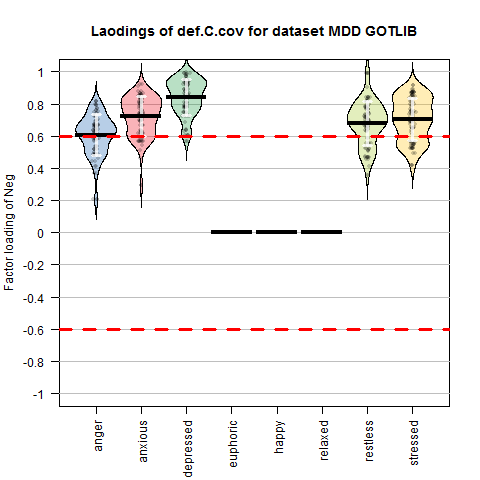 Laodings of def.C.cov for dataset MDD GOTLIB
Factor loading of Neg
1
0.8
0.6
0.4
0.2
0
-0.2
-0.4
-0.6
-0.8
-1
anger
anxious
depressed
euphoric
happy
relaxed
restless
stressed